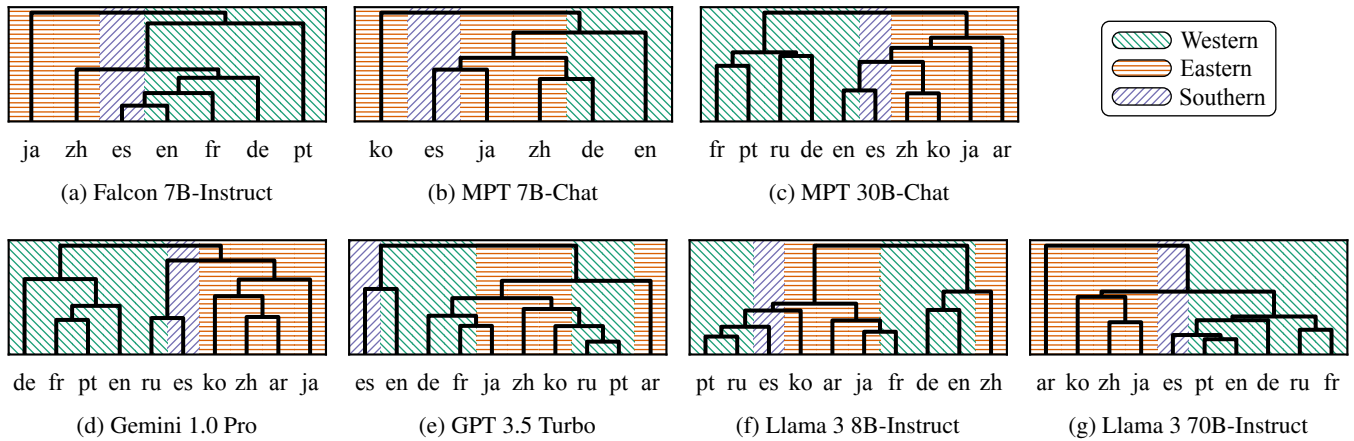 Western
Eastern
Southern
ja zh es en fr de pt
ko es ja zh de en
fr pt ru de en es zh ko ja ar
(a) Falcon 7B-Instruct
(b) MPT 7B-Chat
(c) MPT 30B-Chat
de fr pt en ru es ko zh ar ja
es en de fr ja zh ko ru pt ar
pt ru es ko ar ja fr de en zh
ar ko zh ja es pt en de ru fr
(d) Gemini 1.0 Pro
(e) GPT 3.5 Turbo
(f) Llama 3 8B-Instruct
(g) Llama 3 70B-Instruct